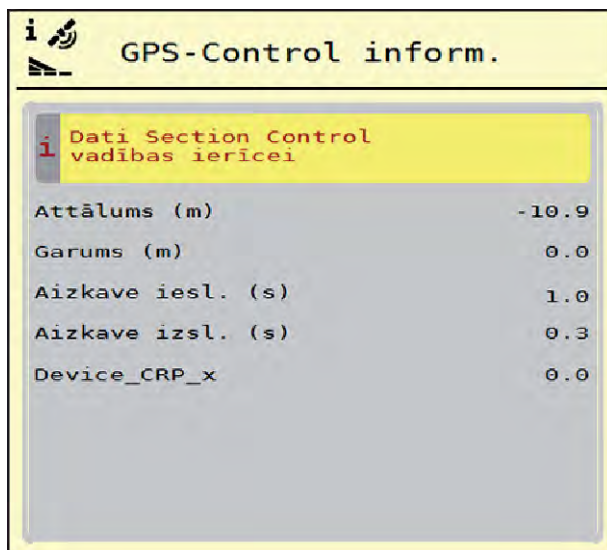 i
GPS-Control inform.
i Dati Section Control
vadības ierīcei
Attālums (m) -10.9
Garums (m) 0.0
Aizkave iesl. (s) 1.0
Aizkave izsl. (s) 0.3
Device_CRP_x 0.0